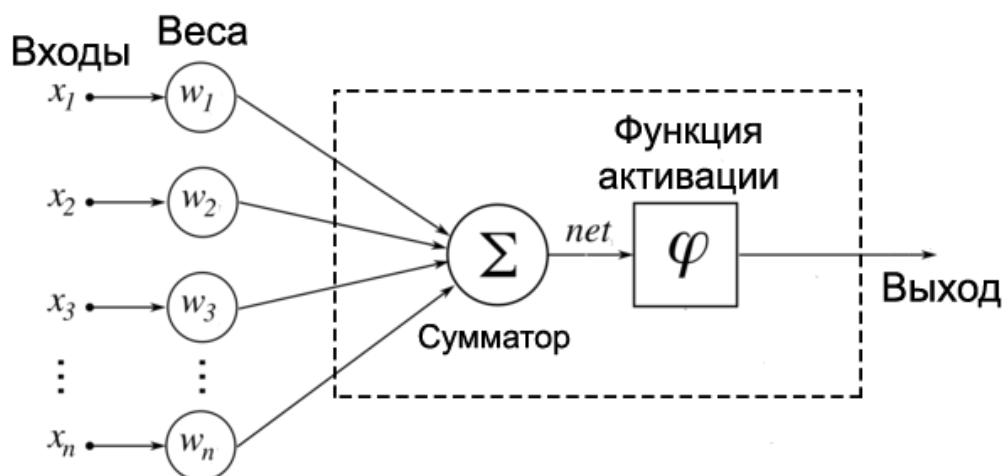 Входы
Веса
x1
w1
x2
w2
x3
w3
⋮
⋮
xn
wn
Σ
Сумматор
net
Функция
активации
φ
Выход